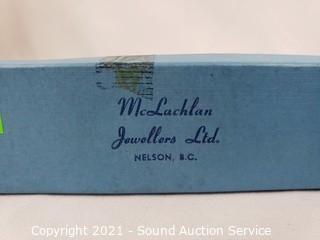 McLachlan
Jewellers Ltd.
NELSON, B.C.
Copyright 2021 - Sound Auction Service